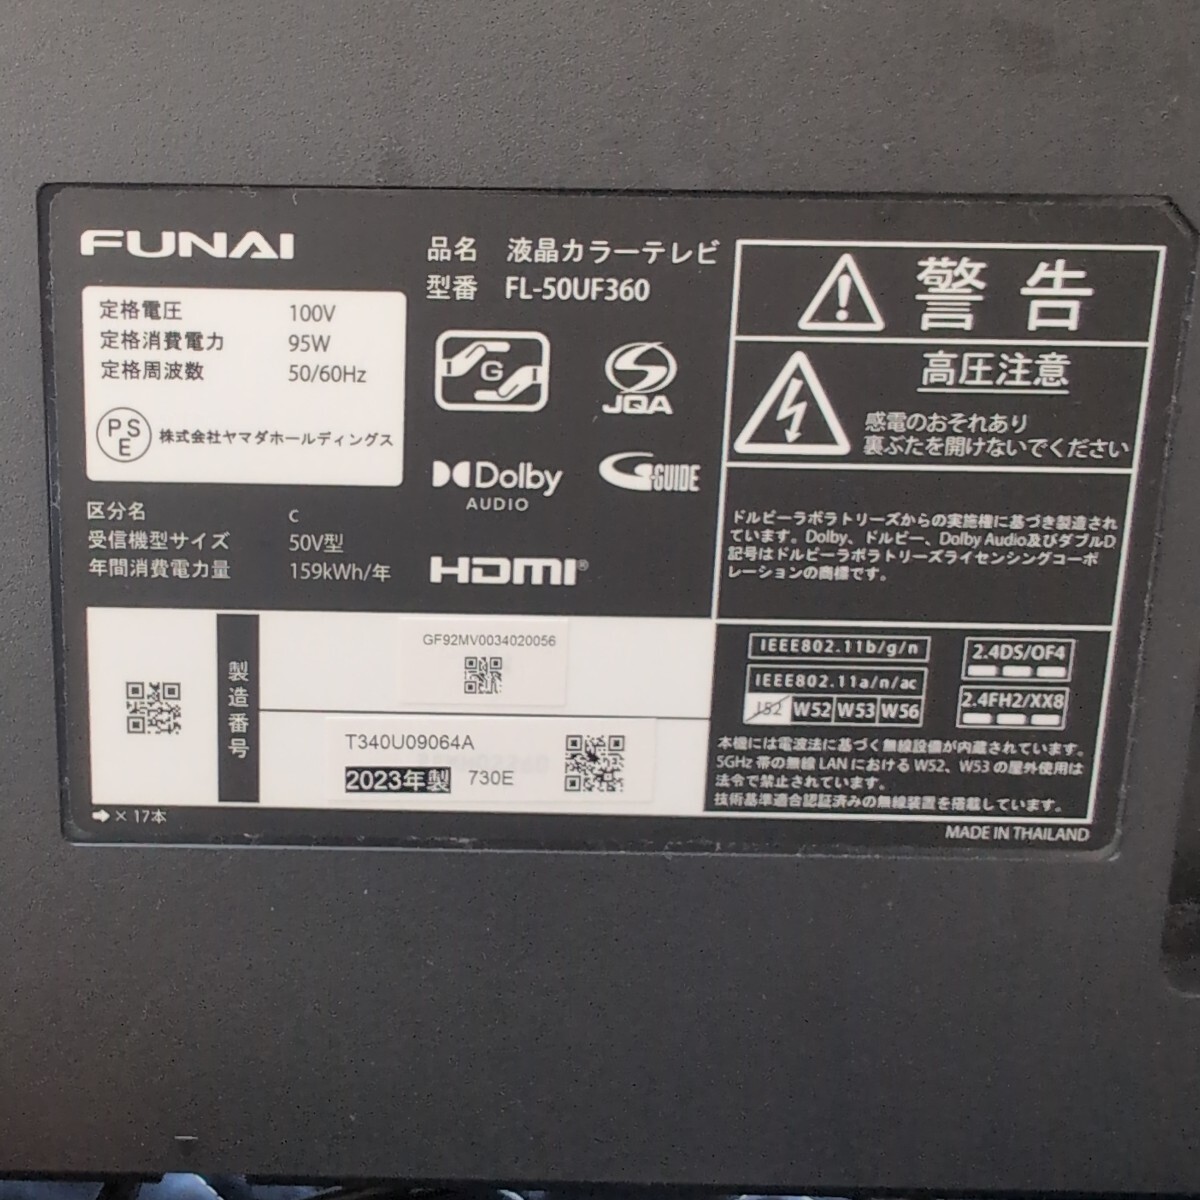 FUNAI
定格電圧 100V
定格消費電力 95W
定格周波数 50/60Hz
PSE 株式会社ヤマダホールディングス
区分名 C
受信機型サイズ 50V型
年間消費電力量 159kWh/年
品名 液晶カラーテレビ
型番 FL-50UF360
G
JQA
Dolby
AUDIO
G-GUIDE
HDMI®
警告
高圧注意
感電のおそれあり
裏ぶたを開けないでください
ドルビーラボラトリーズからの実施権に基づき製造され
ています。Dolby、ドルビー、Dolby Audio及びダブルD
記号はドルビーラボラトリーズライセンシングコーポ
レーションの商標です。
製造番号
GF92MV0034020056
T340U09064A
2023年製 730E
IEEE802.11b/g/n
IEEE802.11a/n/ac
J52 W52 W53 W56
2.4DS/OF4
2.4FH2/XX8
本機には電波法に基づく無線設備が内蔵されています。
5GHz 帯の無線 LAN における W52、W53 の屋外使用は
法令で禁止されています。
技術基準適合認証済みの無線装置を搭載しています。
➡ × 17本
MADE IN THAILAND